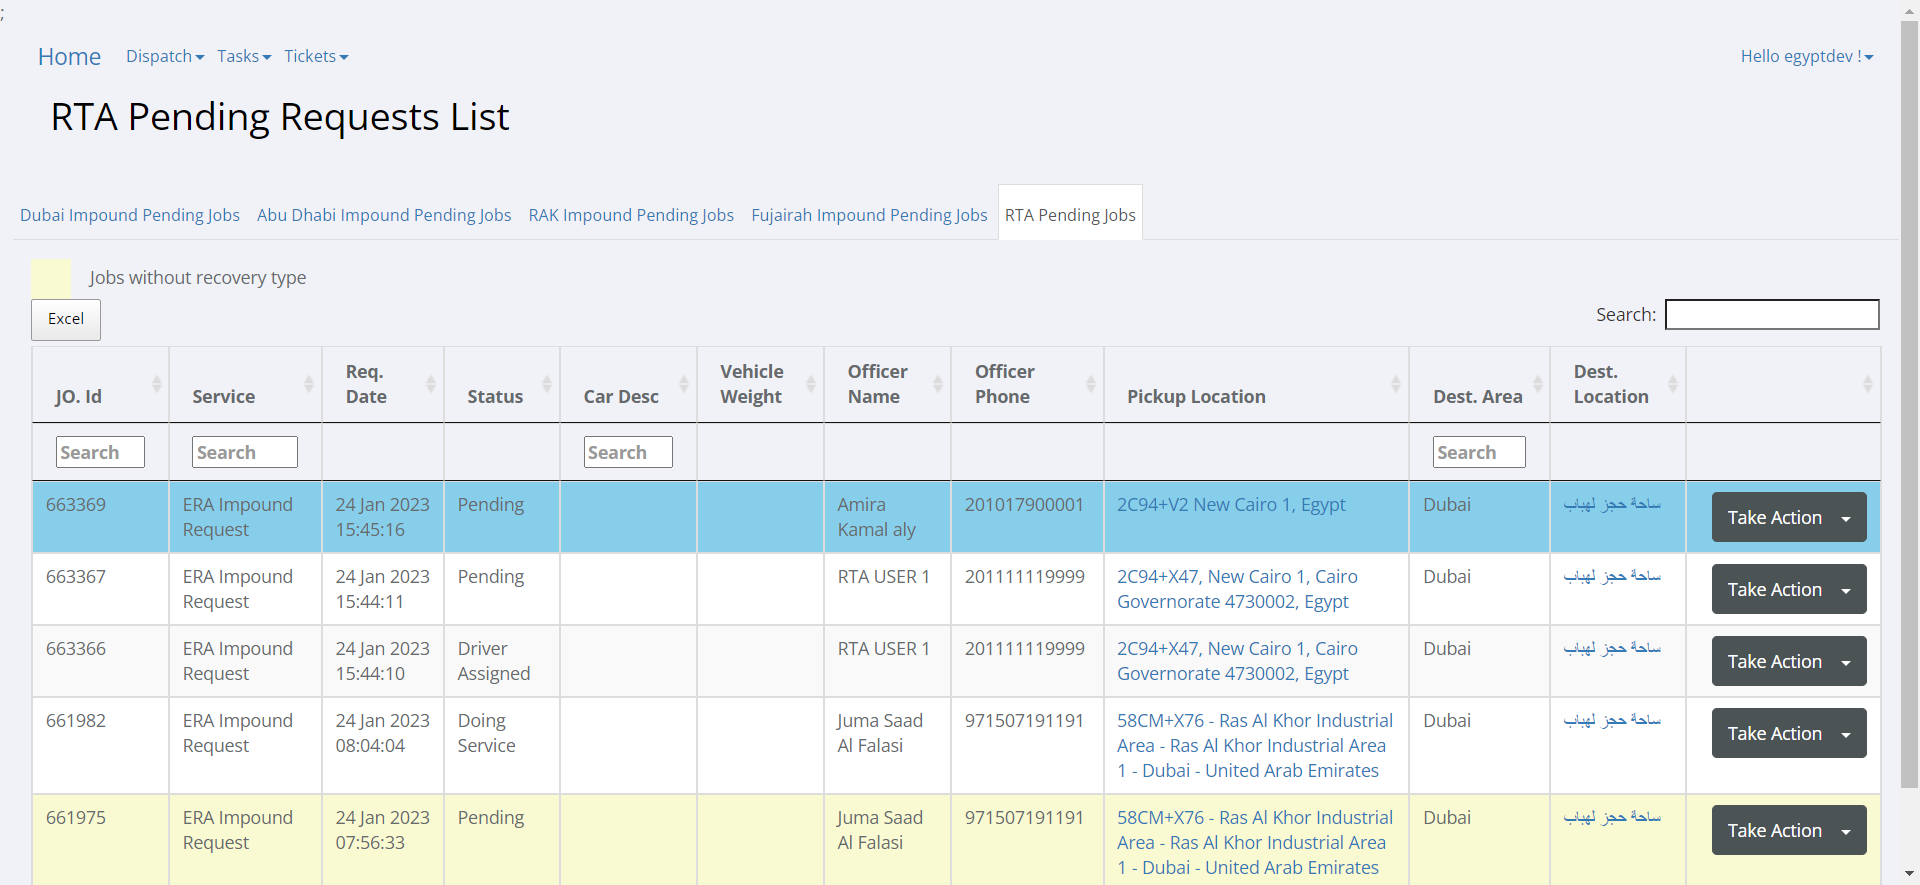 ;
Home Dispatch Tasks Tickets Hello egyptdev !
RTA Pending Requests List
Dubai Impound Pending Jobs Abu Dhabi Impound Pending Jobs RAK Impound Pending Jobs Fujairah Impound Pending Jobs RTA Pending Jobs
Jobs without recovery type
Excel
Search:
JO. Id
Service
Req.
Date
Status
Car Desc
Vehicle
Weight
Officer
Name
Officer
Phone
Pickup Location
Dest. Area
Dest.
Location
Search
Search
Search
Search
663369
ERA Impound
Request
24 Jan 2023
15:45:16
Pending
Amira
Kamal aly
201017900001
2C94+V2 New Cairo 1, Egypt
Dubai
ساحة حجز لهباب
Take Action
663367
ERA Impound
Request
24 Jan 2023
15:44:11
Pending
RTA USER 1
201111119999
2C94+X47, New Cairo 1, Cairo
Governorate 4730002, Egypt
Dubai
ساحة حجز لهباب
Take Action
663366
ERA Impound
Request
24 Jan 2023
15:44:10
Driver
Assigned
RTA USER 1
201111119999
2C94+X47, New Cairo 1, Cairo
Governorate 4730002, Egypt
Dubai
ساحة حجز لهباب
Take Action
661982
ERA Impound
Request
24 Jan 2023
08:04:04
Doing
Service
Juma Saad
Al Falasi
971507191191
58CM+X76 - Ras Al Khor Industrial
Area - Ras Al Khor Industrial Area
1 - Dubai - United Arab Emirates
Dubai
ساحة حجز لهباب
Take Action
661975
ERA Impound
Request
24 Jan 2023
07:56:33
Pending
Juma Saad
Al Falasi
971507191191
58CM+X76 - Ras Al Khor Industrial
Area - Ras Al Khor Industrial Area
1 - Dubai - United Arab Emirates
Dubai
ساحة حجز لهباب
Take Action